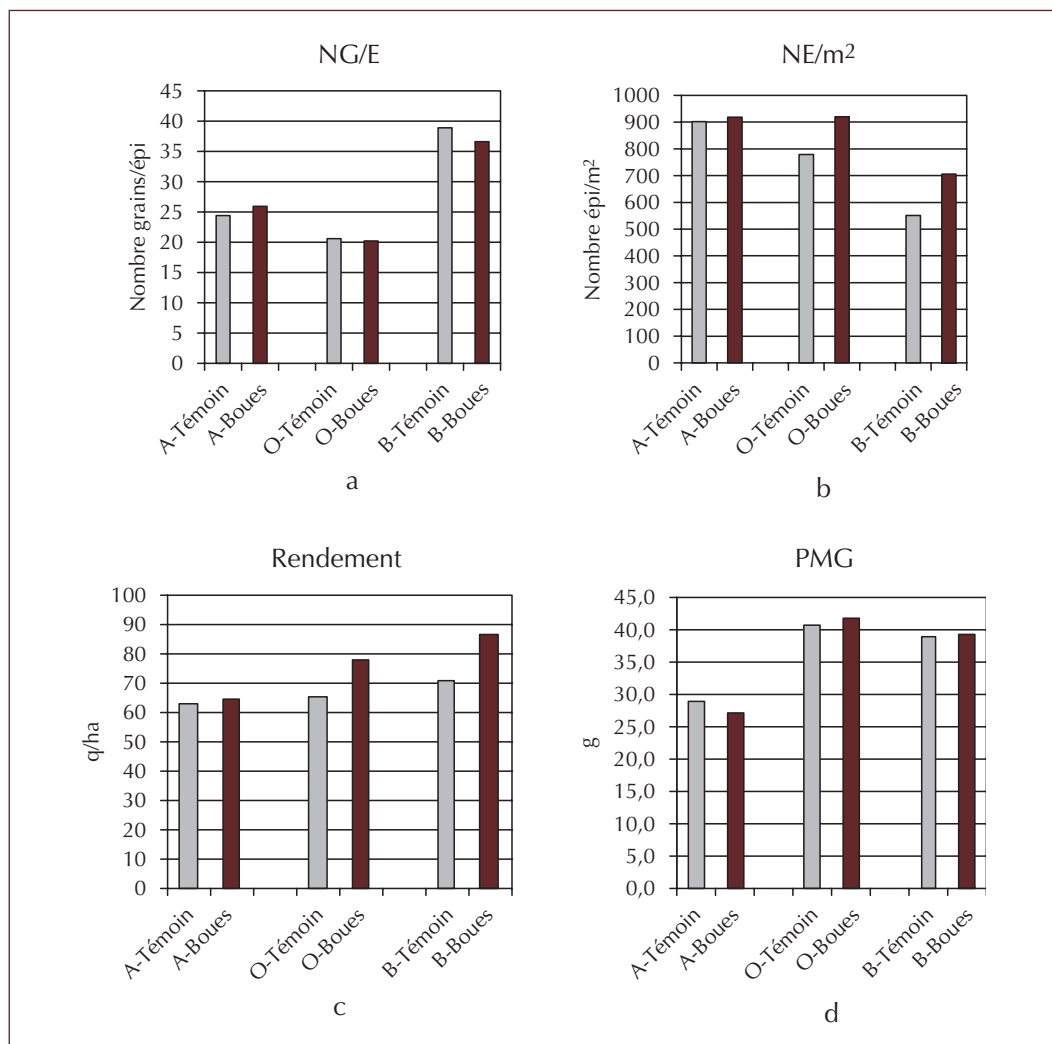 NG/E
Nombre grains/épi
45
40
35
30
25
20
15
10
5
0
A-Témoin
A-Boues
O-Témoin
O-Boues
B-Témoin
B-Boues
a
NE/m²
Nombre épi/m²
1000
900
800
700
600
500
400
300
200
100
0
A-Témoin
A-Boues
O-Témoin
O-Boues
B-Témoin
B-Boues
b
Rendement
q/ha
100
90
80
70
60
50
40
30
20
10
0
A-Témoin
A-Boues
O-Témoin
O-Boues
B-Témoin
B-Boues
c
PMG
g
45,0
40,0
35,0
30,0
25,0
20,0
15,0
10,0
5,0
0,0
A-Témoin
A-Boues
O-Témoin
O-Boues
B-Témoin
B-Boues
d